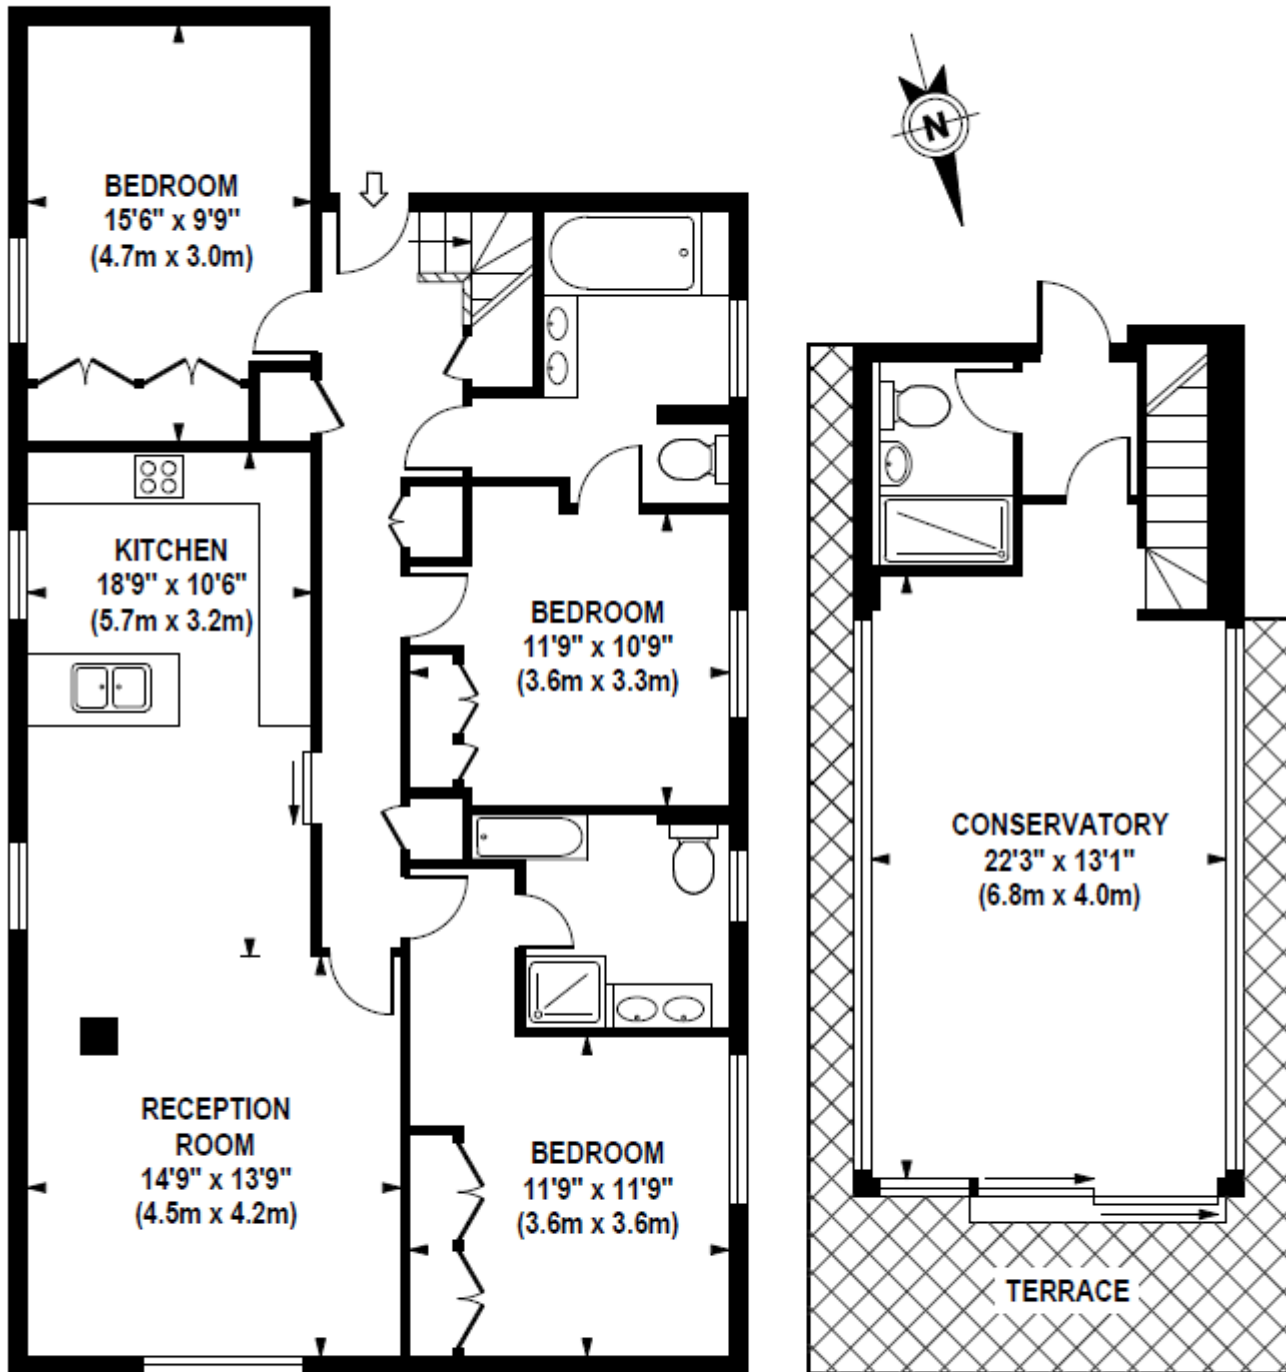 BEDROOM
15'6" x 9'9"
(4.7m x 3.0m)
N
KITCHEN
18'9" x 10'6"
(5.7m x 3.2m)
BEDROOM
11'9" x 10'9"
(3.6m x 3.3m)
CONSERVATORY
22'3" x 13'1"
(6.8m x 4.0m)
RECEPTION
ROOM
14'9" x 13'9"
(4.5m x 4.2m)
BEDROOM
11'9" x 11'9"
(3.6m x 3.6m)
TERRACE